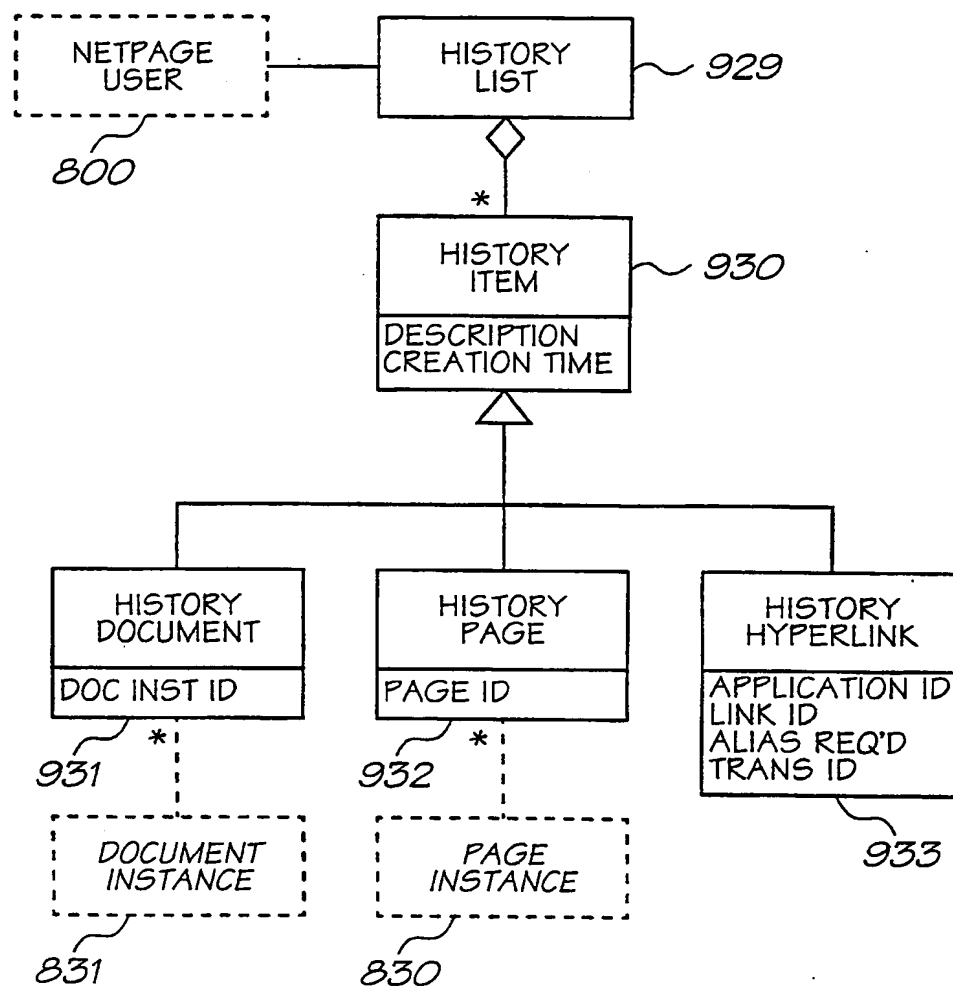 NETPAGE
USER
800
HISTORY
LIST
929
*
HISTORY
ITEM
930
DESCRIPTION
CREATION TIME
HISTORY
DOCUMENT
DOC INST ID
931
*
HISTORY
PAGE
PAGE ID
932
*
HISTORY
HYPERLINK
APPLICATION ID
LINK ID
ALIAS REQ'D
TRANS ID
933
DOCUMENT
INSTANCE
831
PAGE
INSTANCE
830